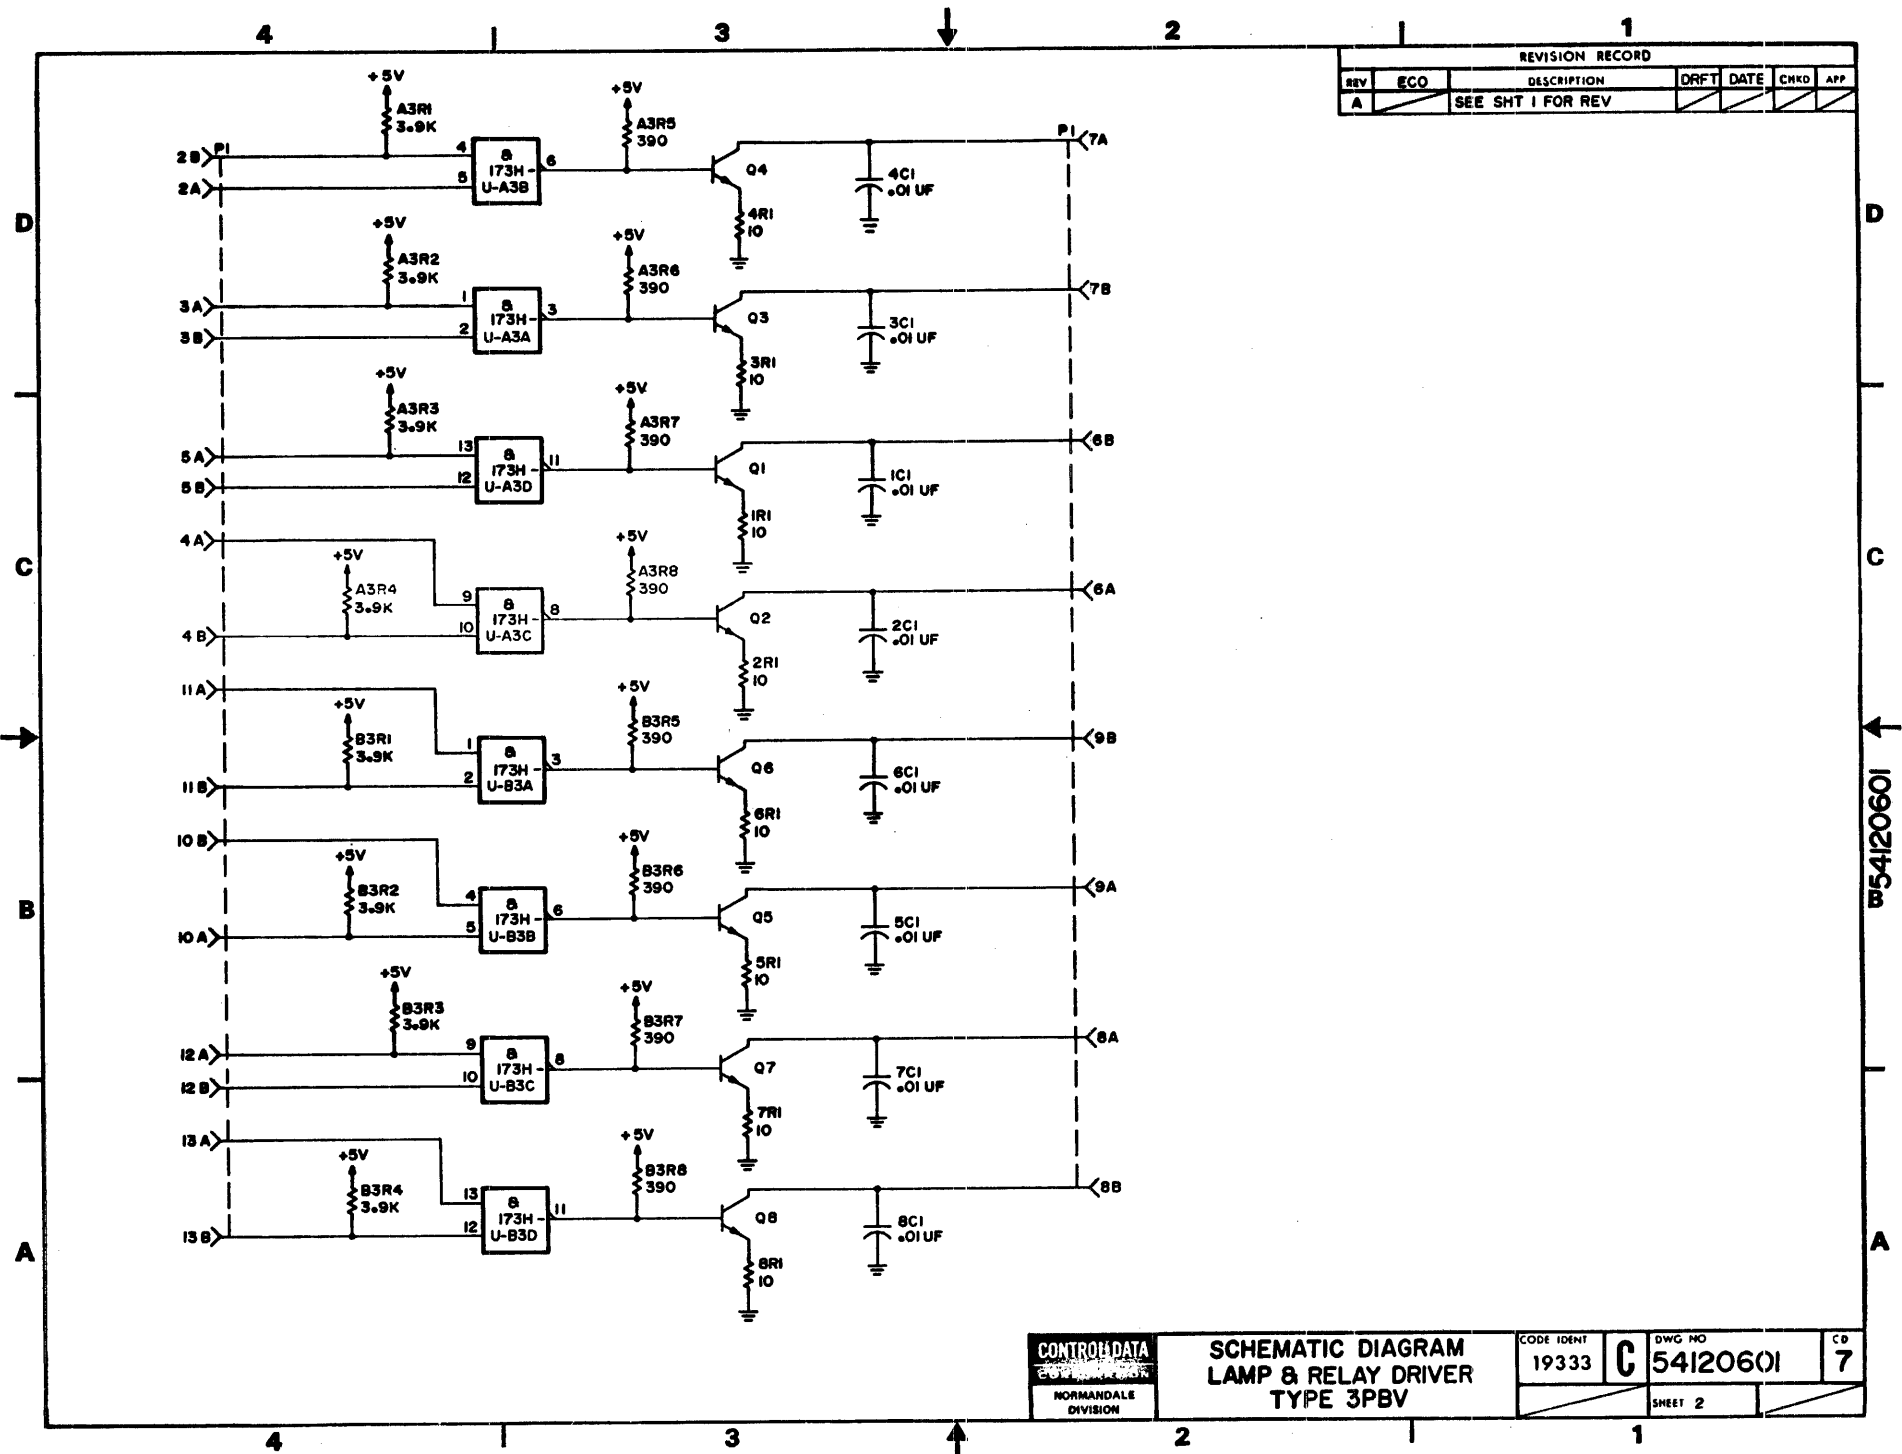 4 3 2 1
REVISION RECORD
REV ECO DESCRIPTION DRFT DATE CHKD APP
A SEE SHT 1 FOR REV
+5V
A3R1
3.9K
+5V
A3R5
390
2B P1
2A
4
5
&
173H
U-A3B
6
Q4
4R1
10
4C1
.01 UF
P1 7A
D D
+5V
A3R2
3.9K
+5V
A3R6
390
3A
3B
1
2
&
173H
U-A3A
3
Q3
3R1
10
3C1
.01 UF
7B
+5V
A3R3
3.9K
+5V
A3R7
390
5A
5B
13
12
&
173H
U-A3D
11
Q1
1R1
10
1C1
.01 UF
6B
C C
4A
+5V
A3R4
3.9K
+5V
A3R8
390
4B
9
10
&
173H
U-A3C
8
Q2
2R1
10
2C1
.01 UF
6A
11A
+5V
B3R1
3.9K
+5V
B3R5
390
11B
1
2
&
173H
U-B3A
3
Q6
6R1
10
6C1
.01 UF
9B
54120601
B
10B
+5V
B3R2
3.9K
+5V
B3R6
390
10A
4
5
&
173H
U-B3B
6
Q5
5R1
10
5C1
.01 UF
9A
B
+5V
B3R3
3.9K
+5V
B3R7
390
12A
12B
9
10
&
173H
U-B3C
8
Q7
7R1
10
7C1
.01 UF
8A
13A
+5V
B3R4
3.9K
+5V
B3R8
390
13B
13
12
&
173H
U-B3D
11
Q8
8R1
10
8C1
.01 UF
8B
A A
CONTROL DATA
CORPORATION
NORMANDALE
DIVISION
SCHEMATIC DIAGRAM
LAMP & RELAY DRIVER
TYPE 3PBV
CODE IDENT
19333
C
DWG NO
54120601
CD
7
SHEET 2
4 3 2 1